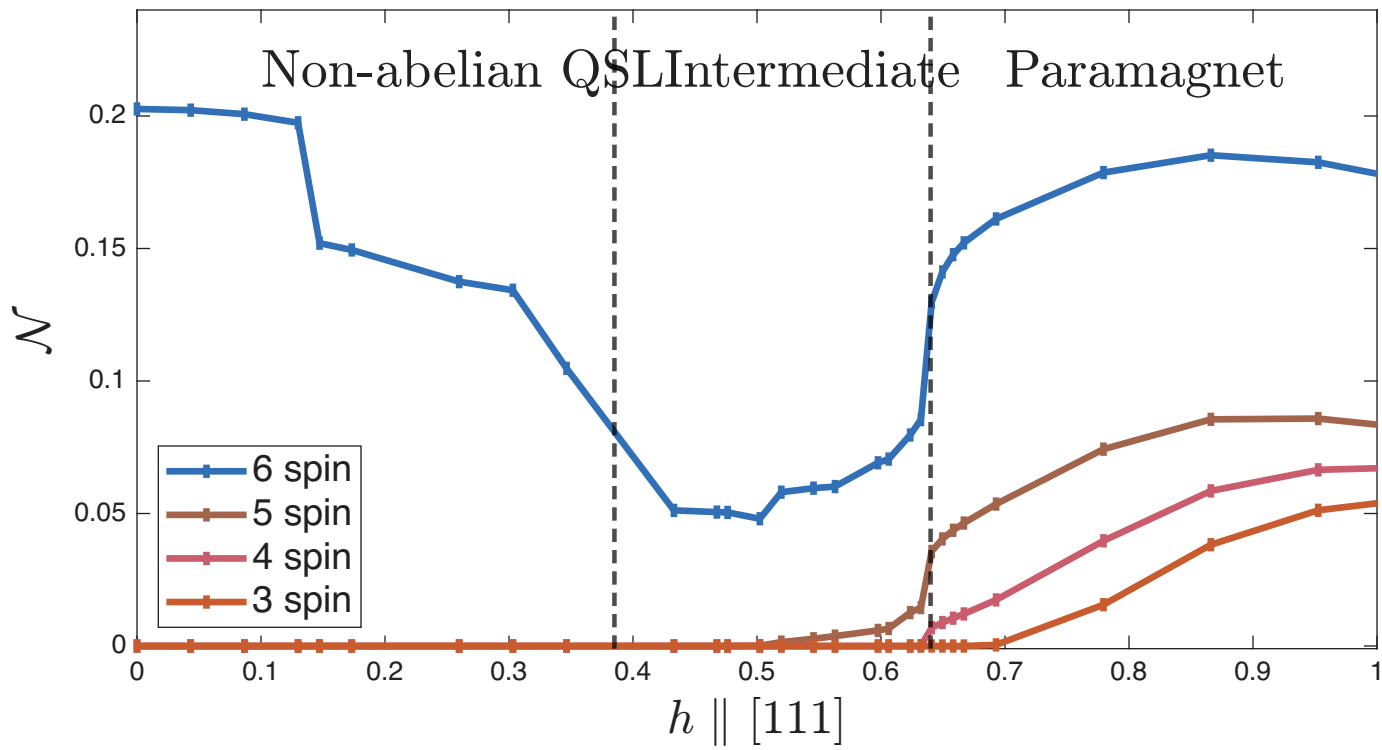 Non-abelian QSLIntermediate Paramagnet
0.2
0.15
𝒩
0.1
0.05
0
6 spin
5 spin
4 spin
3 spin
0 0.1 0.2 0.3 0.4 0.5 0.6 0.7 0.8 0.9 1
h ∥ [111]